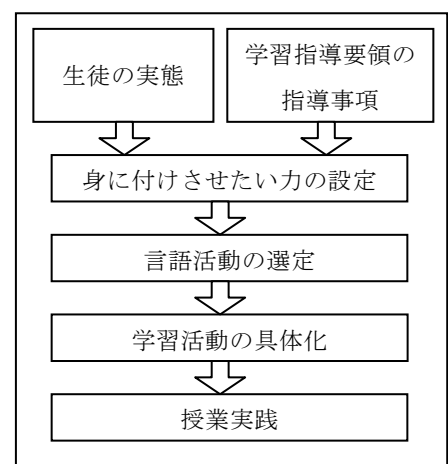 生徒の実態
学習指導要領の
指導事項
身に付けさせたい力の設定
言語活動の選定
学習活動の具体化
授業実践